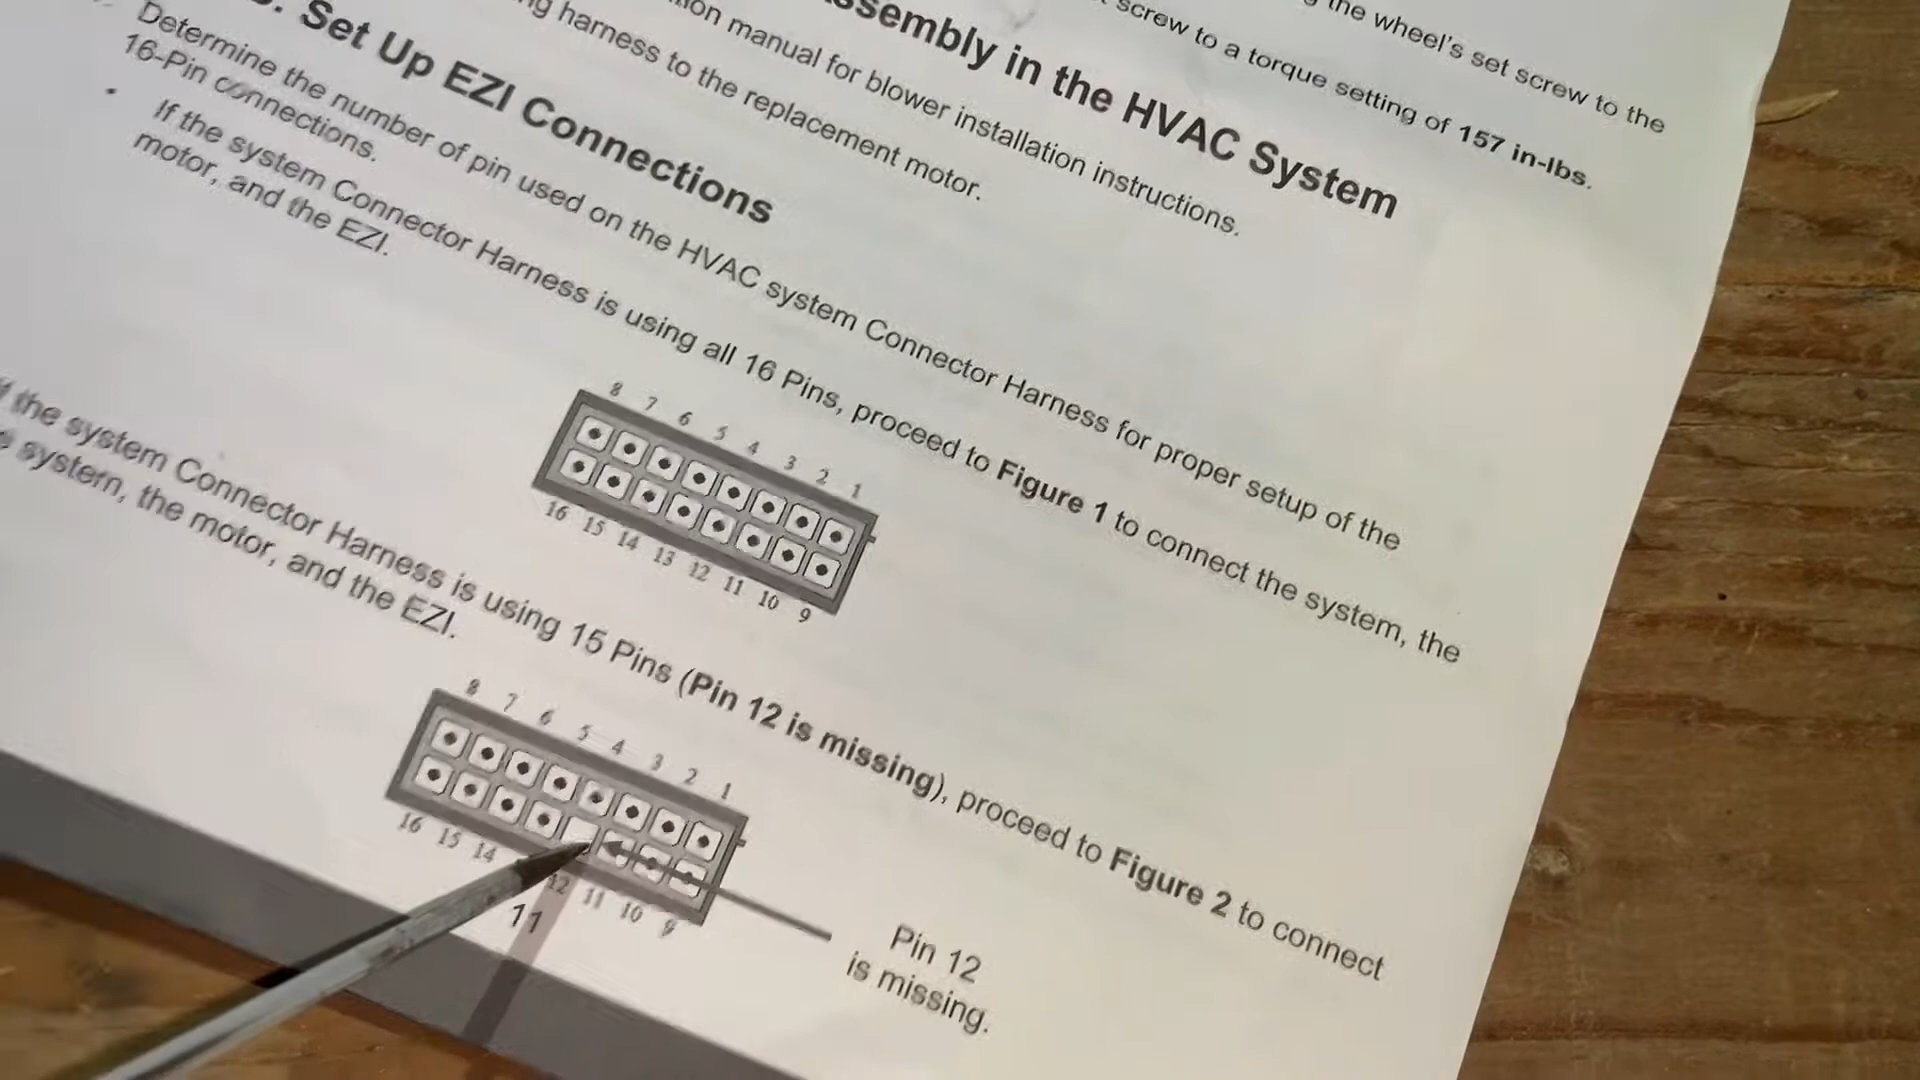 the wheel's set screw to the
screw to a torque setting of 157 in-lbs.
ssembly in the HVAC System
manual for blower installation instructions.
harness to the replacement motor.
Set Up EZI Connections
Determine the number of pin used on the HVAC system Connector Harness for proper setup of the
16-Pin connections.
• If the system Connector Harness is using all 16 Pins, proceed to Figure 1 to connect the system, the
motor, and the EZI.
8 7 6 5 4 3 2 1
16 15 14 13 12 11 10 9
the system Connector Harness is using 15 Pins (Pin 12 is missing), proceed to Figure 2 to connect
system, the motor, and the EZI.
8 7 6 5 4 3 2 1
16 15 14 12 11 10 9
Pin 12
is missing.
11